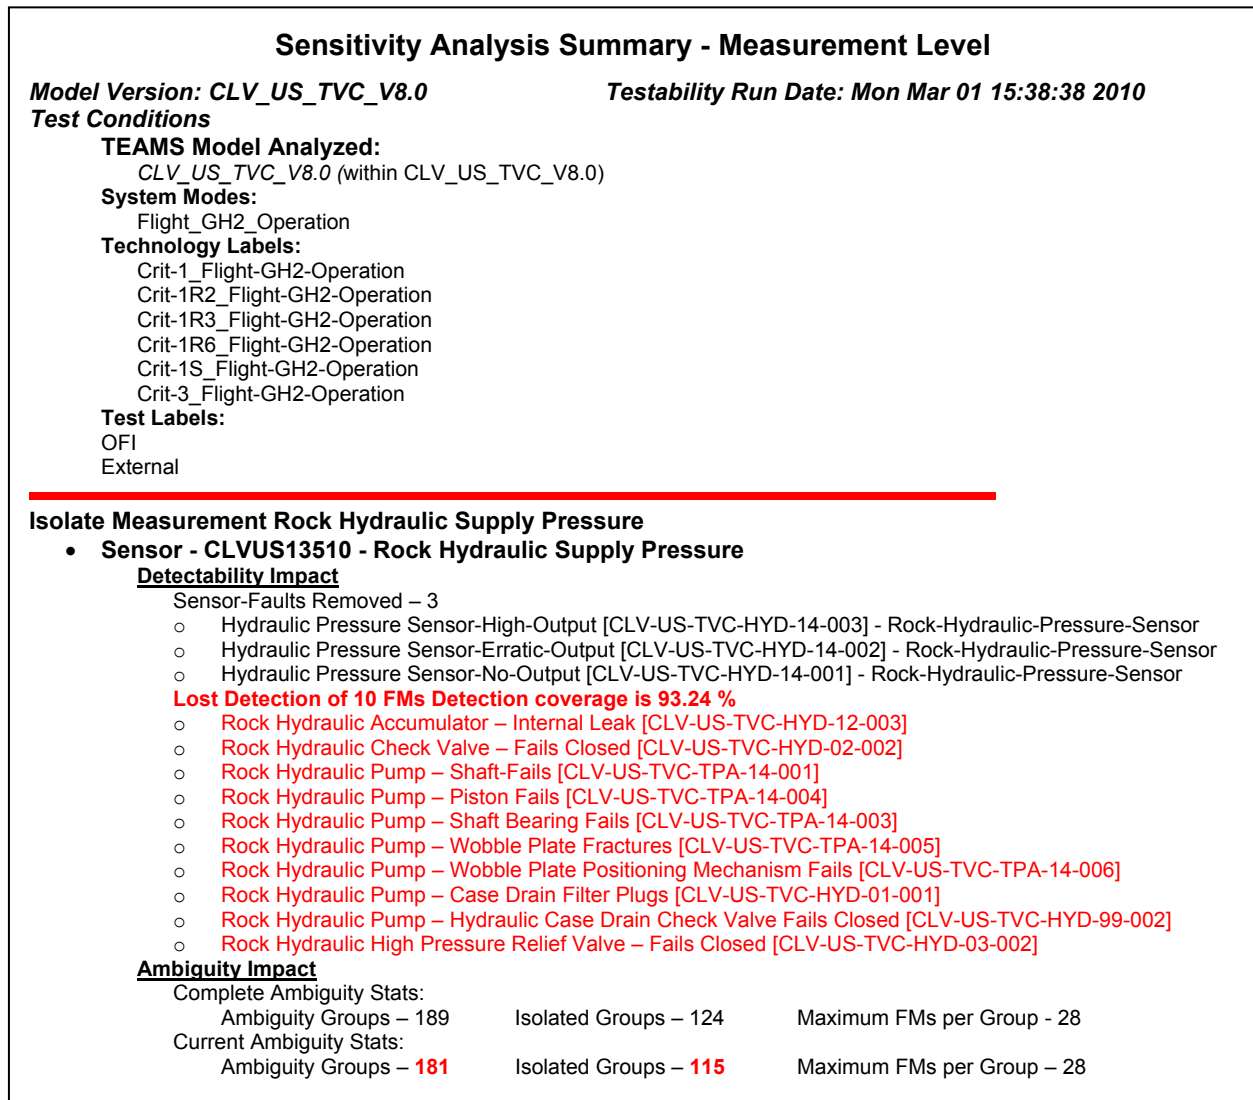 Sensitivity Analysis Summary - Measurement Level
Model Version: CLV_US_TVC_V8.0 Testability Run Date: Mon Mar 01 15:38:38 2010
Test Conditions
TEAMS Model Analyzed:
CLV_US_TVC_V8.0 (within CLV_US_TVC_V8.0)
System Modes:
Flight_GH2_Operation
Technology Labels:
Crit-1_Flight-GH2-Operation
Crit-1R2_Flight-GH2-Operation
Crit-1R3_Flight-GH2-Operation
Crit-1R6_Flight-GH2-Operation
Crit-1S_Flight-GH2-Operation
Crit-3_Flight-GH2-Operation
Test Labels:
OFI
External
Isolate Measurement Rock Hydraulic Supply Pressure
• Sensor - CLVUS13510 - Rock Hydraulic Supply Pressure
Detectability Impact
Sensor-Faults Removed – 3
o Hydraulic Pressure Sensor-High-Output [CLV-US-TVC-HYD-14-003] - Rock-Hydraulic-Pressure-Sensor
o Hydraulic Pressure Sensor-Erratic-Output [CLV-US-TVC-HYD-14-002] - Rock-Hydraulic-Pressure-Sensor
o Hydraulic Pressure Sensor-No-Output [CLV-US-TVC-HYD-14-001] - Rock-Hydraulic-Pressure-Sensor
Lost Detection of 10 FMs Detection coverage is 93.24 %
o Rock Hydraulic Accumulator – Internal Leak [CLV-US-TVC-HYD-12-003]
o Rock Hydraulic Check Valve – Fails Closed [CLV-US-TVC-HYD-02-002]
o Rock Hydraulic Pump – Shaft-Fails [CLV-US-TVC-TPA-14-001]
o Rock Hydraulic Pump – Piston Fails [CLV-US-TVC-TPA-14-004]
o Rock Hydraulic Pump – Shaft Bearing Fails [CLV-US-TVC-TPA-14-003]
o Rock Hydraulic Pump – Wobble Plate Fractures [CLV-US-TVC-TPA-14-005]
o Rock Hydraulic Pump – Wobble Plate Positioning Mechanism Fails [CLV-US-TVC-TPA-14-006]
o Rock Hydraulic Pump – Case Drain Filter Plugs [CLV-US-TVC-HYD-01-001]
o Rock Hydraulic Pump – Hydraulic Case Drain Check Valve Fails Closed [CLV-US-TVC-HYD-99-002]
o Rock Hydraulic High Pressure Relief Valve – Fails Closed [CLV-US-TVC-HYD-03-002]
Ambiguity Impact
Complete Ambiguity Stats:
Ambiguity Groups – 189 Isolated Groups – 124 Maximum FMs per Group - 28
Current Ambiguity Stats:
Ambiguity Groups – 181 Isolated Groups – 115 Maximum FMs per Group – 28